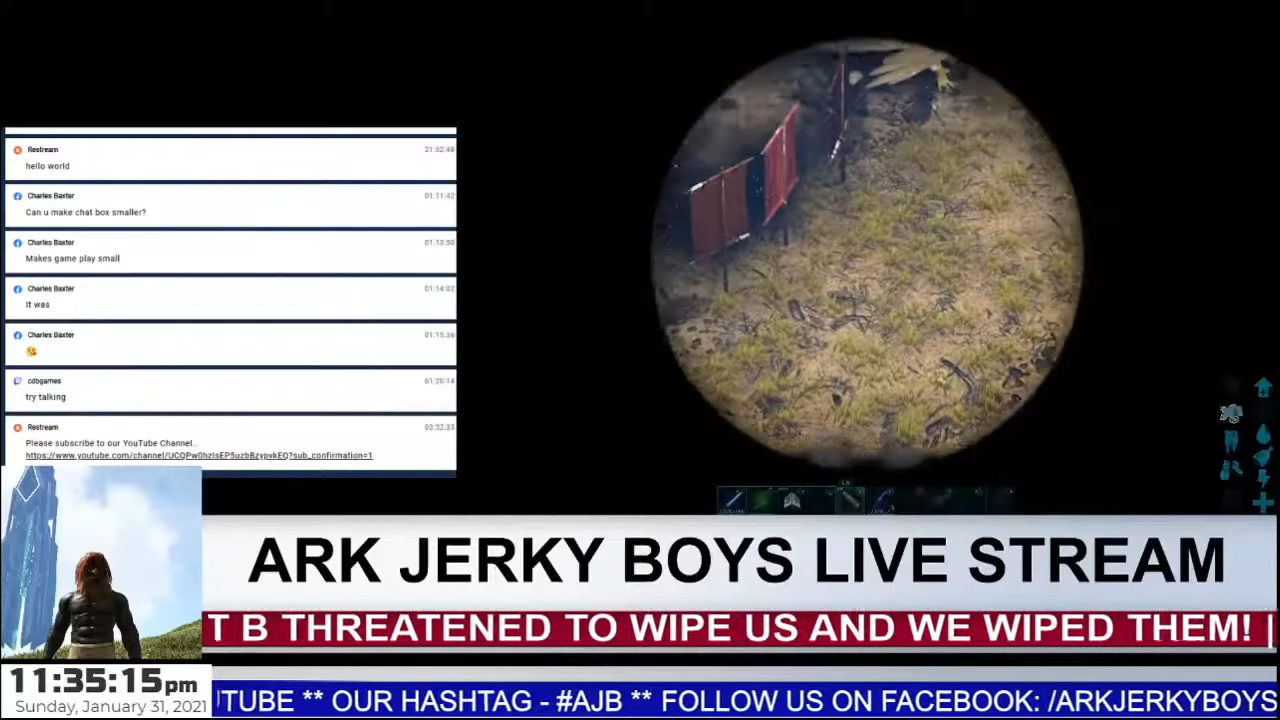 Restream 21:52:48
hello world
Charles Baxter 01:11:42
Can u make chat box smaller?
Charles Baxter 01:13:50
Makes game play small
Charles Baxter 01:14:02
It was
Charles Baxter 01:15:36
cdbgames 01:20:14
try talking
Restream 03:32:33
Please subscribe to our YouTube Channel..
ARK JERKY BOYS LIVE STREAM
T B THREATENED TO WIPE US AND WE WIPED THEM! |
11:35:15pm
Sunday, January 31, 2021
UTUBE ** OUR HASHTAG - #AJB ** FOLLOW US ON FACEBOOK: /ARKJERKYBOYS